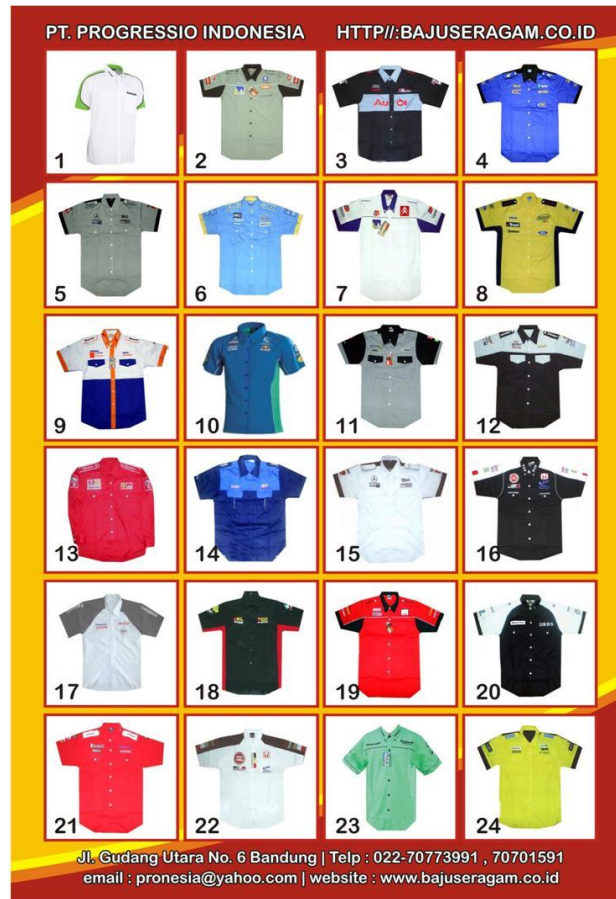 PT. PROGRESSIO INDONESIA HTTP//:BAJUSERAGAM.CO.ID
1 2 3 4
Audi
5 6 7 8
9 10 11 12
13 14 15 16
17 18 19 20
21 22 23 24
Jl. Gudang Utara No. 6 Bandung | Telp : 022-70773991 , 70701591
email : pronesia@yahoo.com | website : www.bajuseragam.co.id